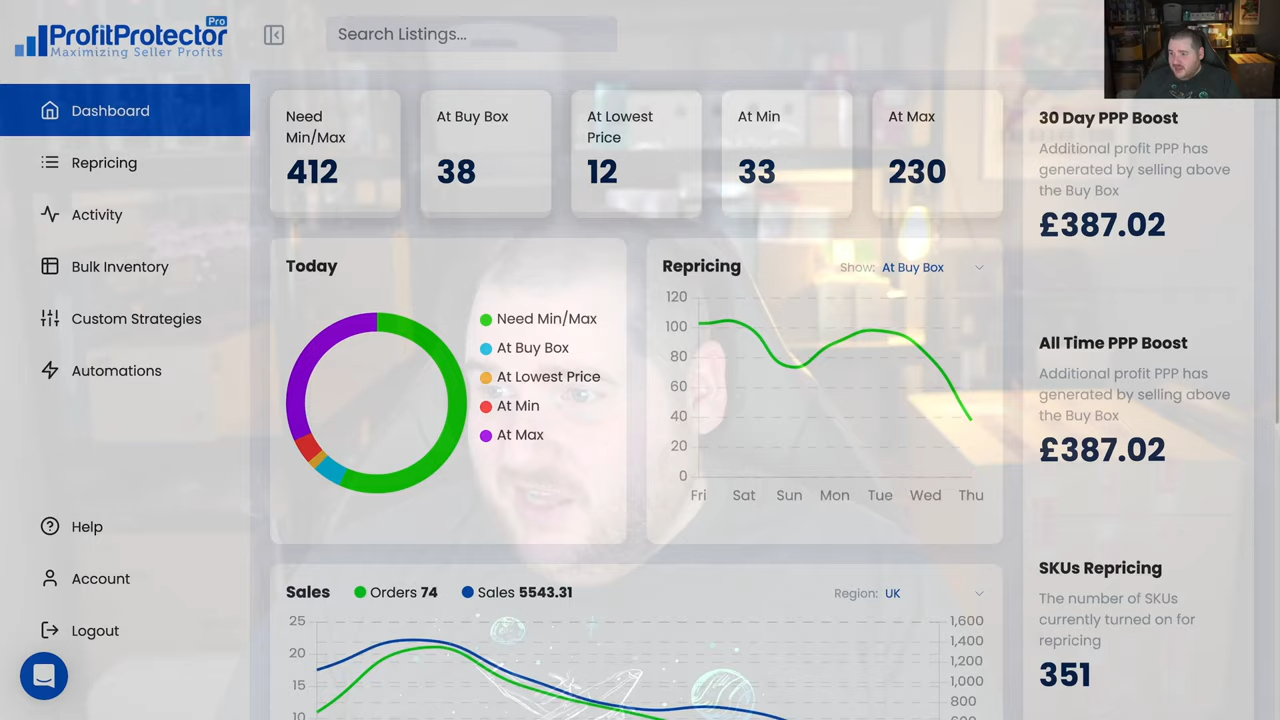 ProfitProtector Pro
Maximizing Seller Profits
Search Listings...
Dashboard
Repricing
Activity
Bulk Inventory
Custom Strategies
Automations
Help
Account
Logout
Need
Min/Max
412
At Buy Box
38
At Lowest
Price
12
At Min
33
At Max
230
Today
Need Min/Max
At Buy Box
At Lowest Price
At Min
At Max
Repricing
Show: At Buy Box
120
100
80
60
40
20
0
Fri Sat Sun Mon Tue Wed Thu
Sales Orders 74 Sales 5543.31
Region: UK
25
20
15
10
1,600
1,400
1,200
1,000
800
600
30 Day PPP Boost
Additional profit PPP has
generated by selling above
the Buy Box
£387.02
All Time PPP Boost
Additional profit PPP has
generated by selling above
the Buy Box
£387.02
SKUs Repricing
The number of SKUs
currently turned on for
repricing
351